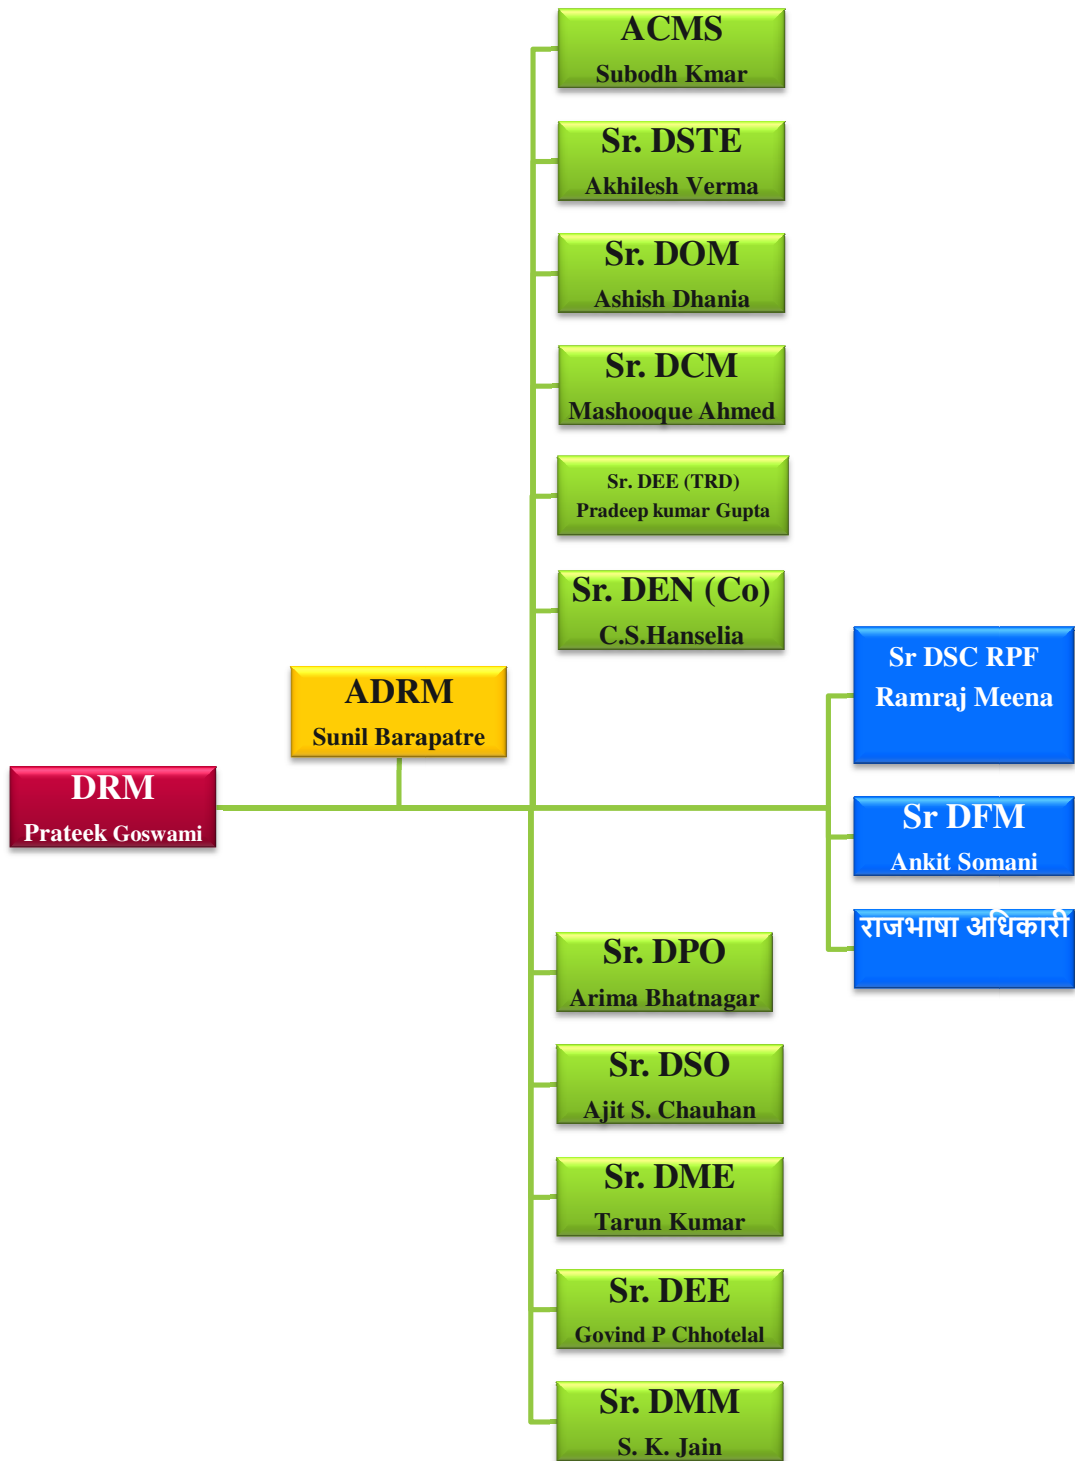 ACMS
Subodh Kmar
Sr. DSTE
Akhilesh Verma
Sr. DOM
Ashish Dhania
Sr. DCM
Mashooque Ahmed
Sr. DEE (TRD)
Pradeep kumar Gupta
Sr. DEN (Co)
C.S.Hanselia
Sr DSC RPF
Ramraj Meena
ADRM
Sunil Barapatre
DRM
Prateek Goswami
Sr DFM
Ankit Somani
राजभाषा अधिकारी
Sr. DPO
Arima Bhatnagar
Sr. DSO
Ajit S. Chauhan
Sr. DME
Tarun Kumar
Sr. DEE
Govind P Chhotelal
Sr. DMM
S. K. Jain